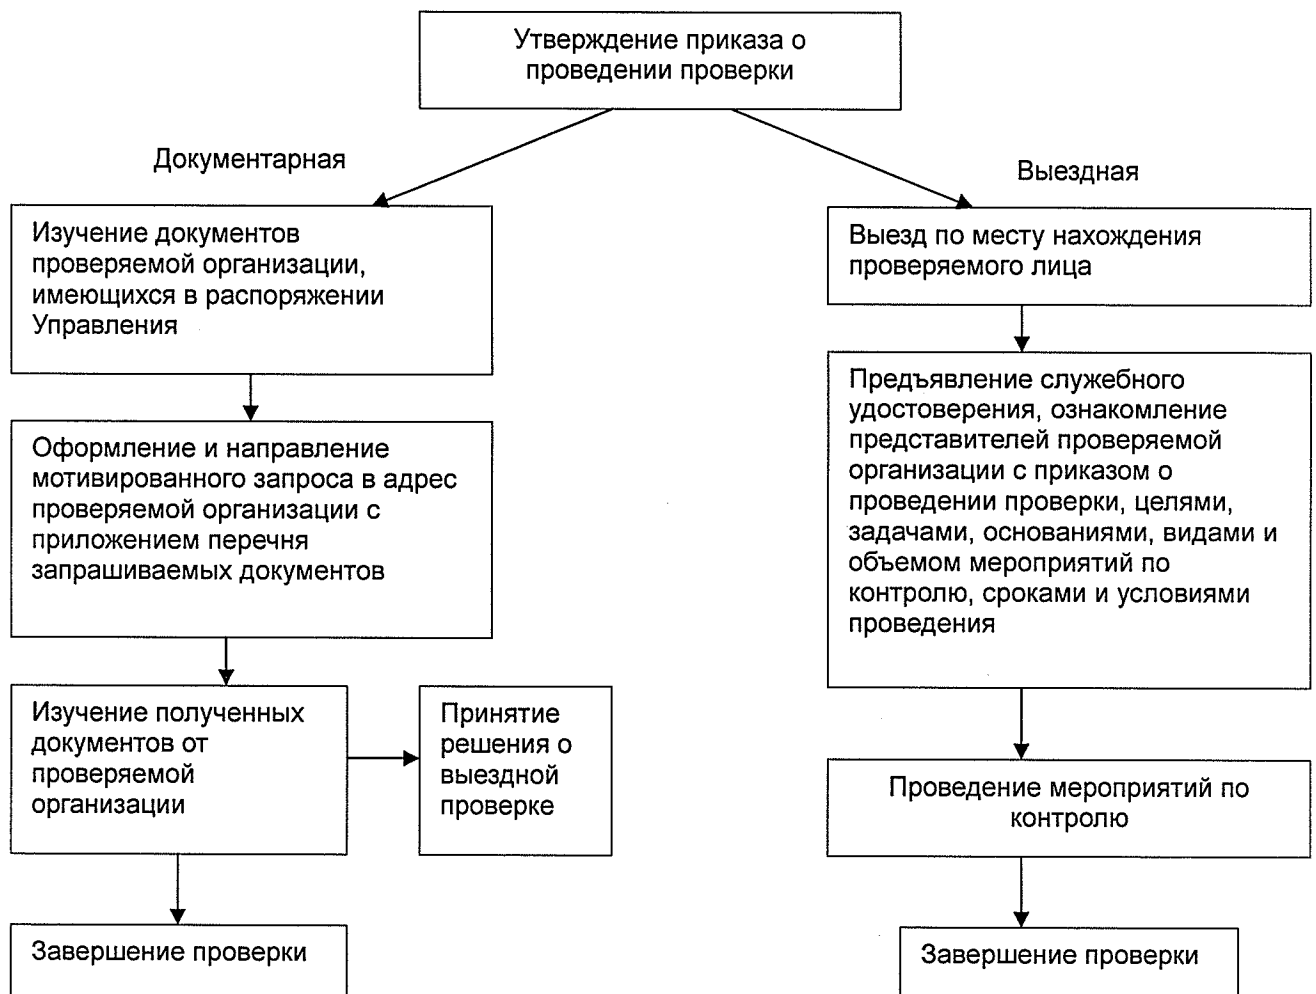 Утверждение приказа о
проведении проверки
Документарная
Выездная
Изучение документов
проверяемой организации,
имеющихся в распоряжении
Управления
Оформление и направление
мотивированного запроса в адрес
проверяемой организации с
приложением перечня
запрашиваемых документов
Изучение полученных
документов от
проверяемой
организации
Принятие
решения о
выездной
проверке
Завершение проверки
Выезд по месту нахождения
проверяемого лица
Предъявление служебного
удостоверения, ознакомление
представителей проверяемой
организации с приказом о
проведении проверки, целями,
задачами, основаниями, видами и
объемом мероприятий по
контролю, сроками и условиями
проведения
Проведение мероприятий по
контролю
Завершение проверки